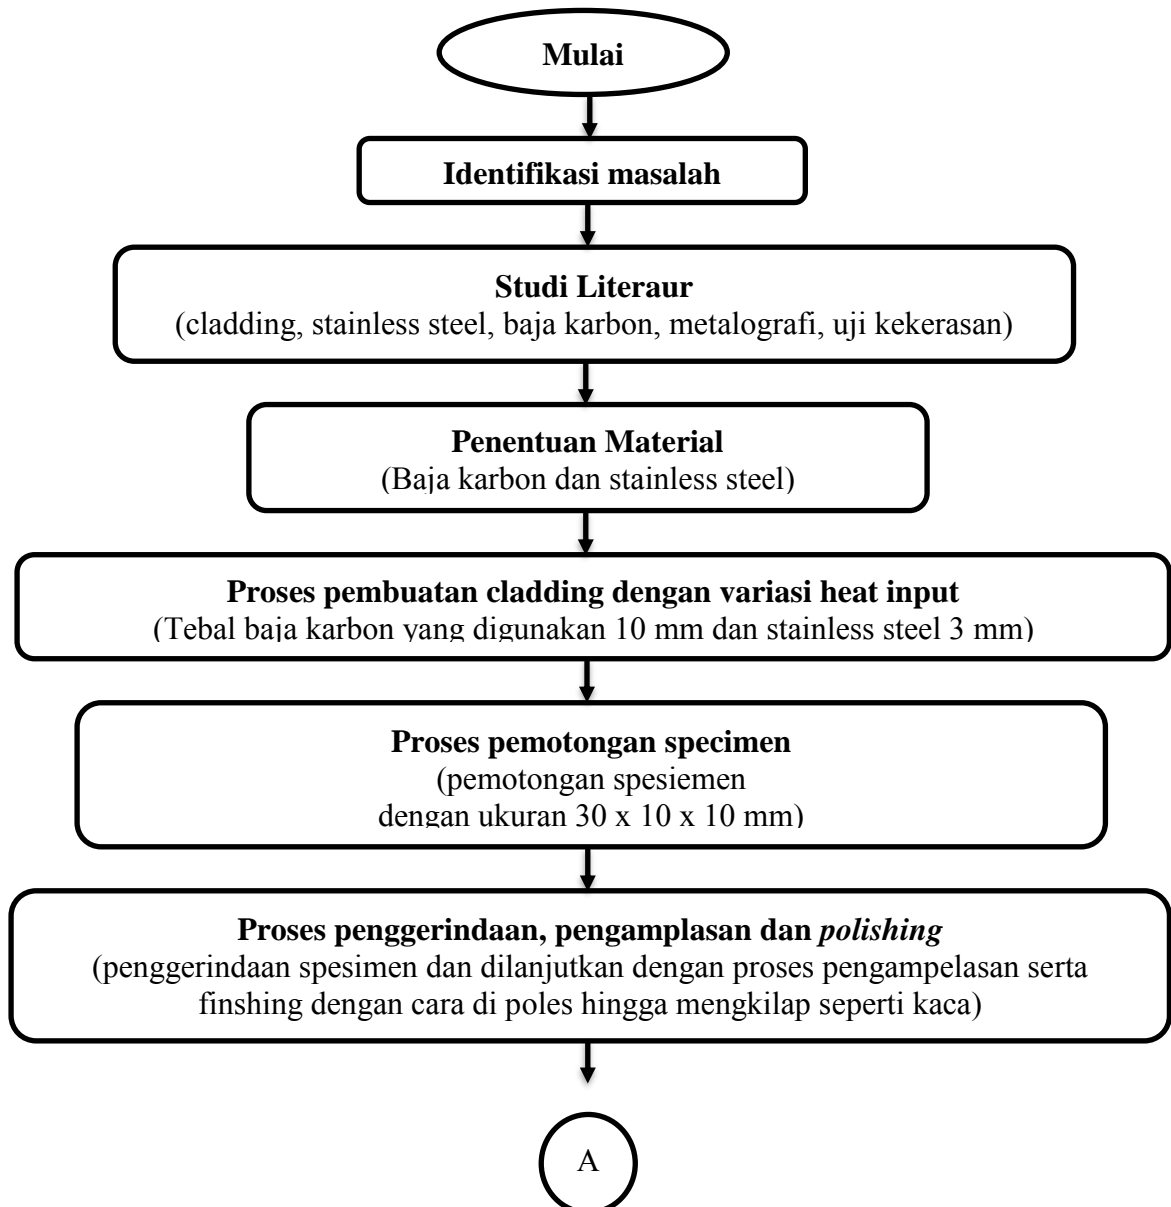 Mulai
Identifikasi masalah
Studi Literaur
(cladding, stainless steel, baja karbon, metalografi, uji kekerasan)
Penentuan Material
(Baja karbon dan stainless steel)
Proses pembuatan cladding dengan variasi heat input
(Tebal baja karbon yang digunakan 10 mm dan stainless steel 3 mm)
Proses pemotongan specimen
(pemotongan spesiemen
dengan ukuran 30 x 10 x 10 mm)
Proses penggerindaan, pengamplasan dan polishing
(penggerindaan spesimen dan dilanjutkan dengan proses pengampelasan serta
finshing dengan cara di poles hingga mengkilap seperti kaca)
A